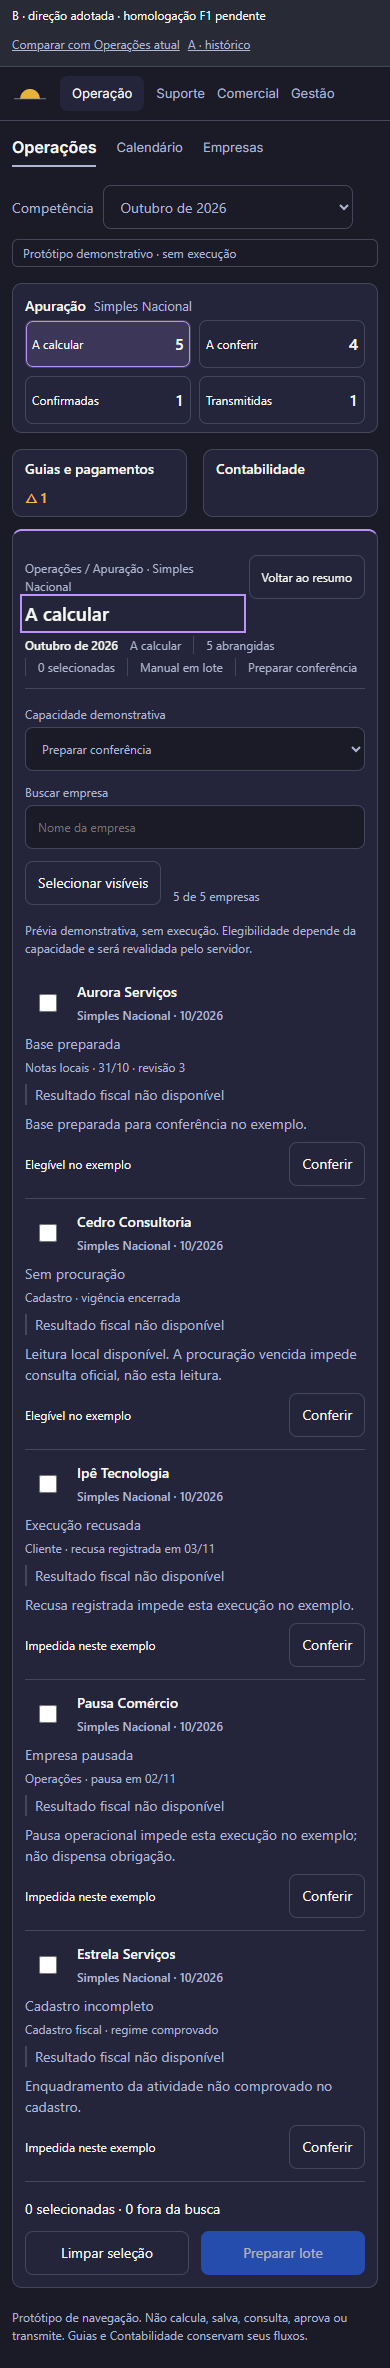 B · direção adotada · homologação F1 pendente
Comparar com Operações atual A · histórico
Operação Suporte Comercial Gestão
Operações Calendário Empresas
Competência Outubro de 2026
Protótipo demonstrativo · sem execução
Apuração Simples Nacional
A calcular 5 A conferir 4
Confirmadas 1 Transmitidas 1
Guias e pagamentos Contabilidade
△ 1
Operações / Apuração · Simples
Nacional
Voltar ao resumo
A calcular
Outubro de 2026 A calcular 5 abrangidas
0 selecionadas Manual em lote Preparar conferência
Capacidade demonstrativa
Preparar conferência
Buscar empresa
Nome da empresa
Selecionar visíveis 5 de 5 empresas
Prévia demonstrativa, sem execução. Elegibilidade depende da
capacidade e será revalidada pelo servidor.
Aurora Serviços
Simples Nacional · 10/2026
Base preparada
Notas locais · 31/10 · revisão 3
Resultado fiscal não disponível
Base preparada para conferência no exemplo.
Elegível no exemplo Conferir
Cedro Consultoria
Simples Nacional · 10/2026
Sem procuração
Cadastro · vigência encerrada
Resultado fiscal não disponível
Leitura local disponível. A procuração vencida impede
consulta oficial, não esta leitura.
Elegível no exemplo Conferir
Ipê Tecnologia
Simples Nacional · 10/2026
Execução recusada
Cliente · recusa registrada em 03/11
Resultado fiscal não disponível
Recusa registrada impede esta execução no exemplo.
Impedida neste exemplo Conferir
Pausa Comércio
Simples Nacional · 10/2026
Empresa pausada
Operações · pausa em 02/11
Resultado fiscal não disponível
Pausa operacional impede esta execução no exemplo;
não dispensa obrigação.
Impedida neste exemplo Conferir
Estrela Serviços
Simples Nacional · 10/2026
Cadastro incompleto
Cadastro fiscal · regime comprovado
Resultado fiscal não disponível
Enquadramento da atividade não comprovado no
cadastro.
Impedida neste exemplo Conferir
0 selecionadas · 0 fora da busca
Limpar seleção Preparar lote
Protótipo de navegação. Não calcula, salva, consulta, aprova ou
transmite. Guias e Contabilidade conservam seus fluxos.